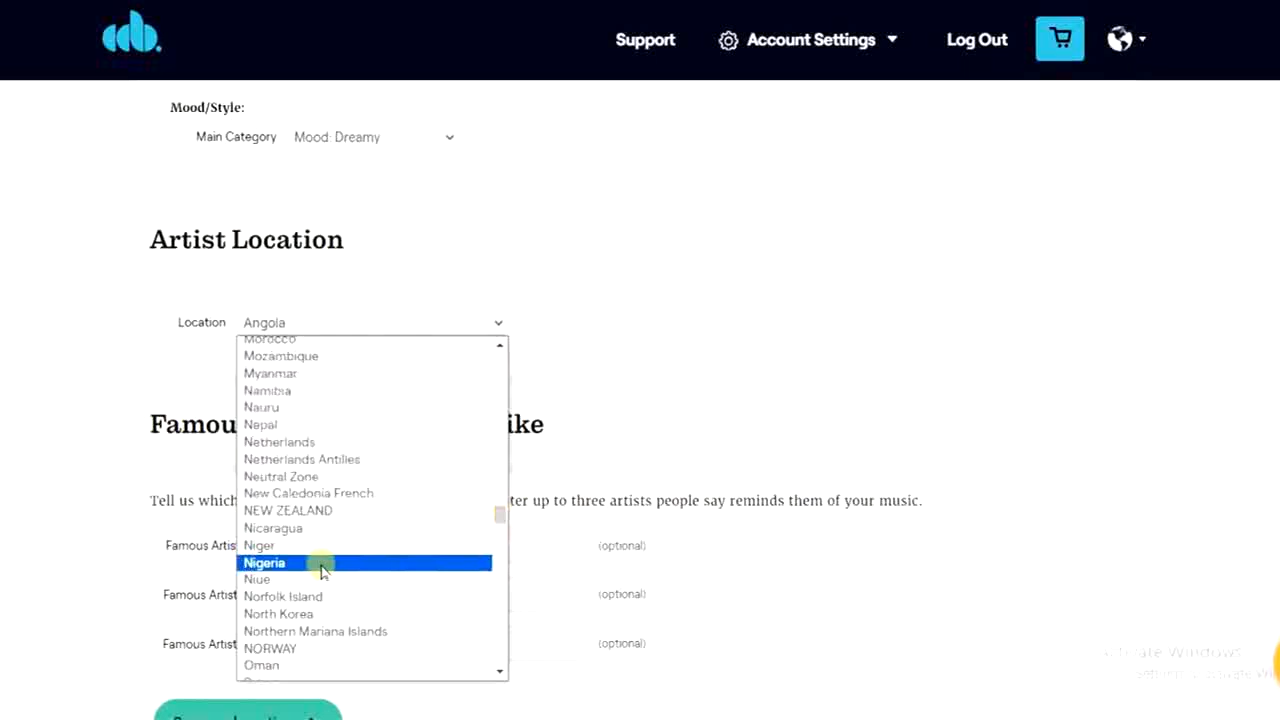 Support
Account Settings
Log Out
Mood/Style:
Main Category
Mood: Dreamy
Artist Location
Location
Angola
Morocco
Mozambique
Myanmar
Namibia
Nauru
Nepal
Netherlands
Netherlands Antilles
Neutral Zone
New Caledonia French
NEW ZEALAND
Nicaragua
Niger
Nigeria
Niue
Norfolk Island
North Korea
Northern Mariana Islands
NORWAY
Oman
Famou
ike
Tell us which
ter up to three artists people say reminds them of your music.
Famous Artis
(optional)
Famous Artist
(optional)
Famous Artist
(optional)
Activate Windows